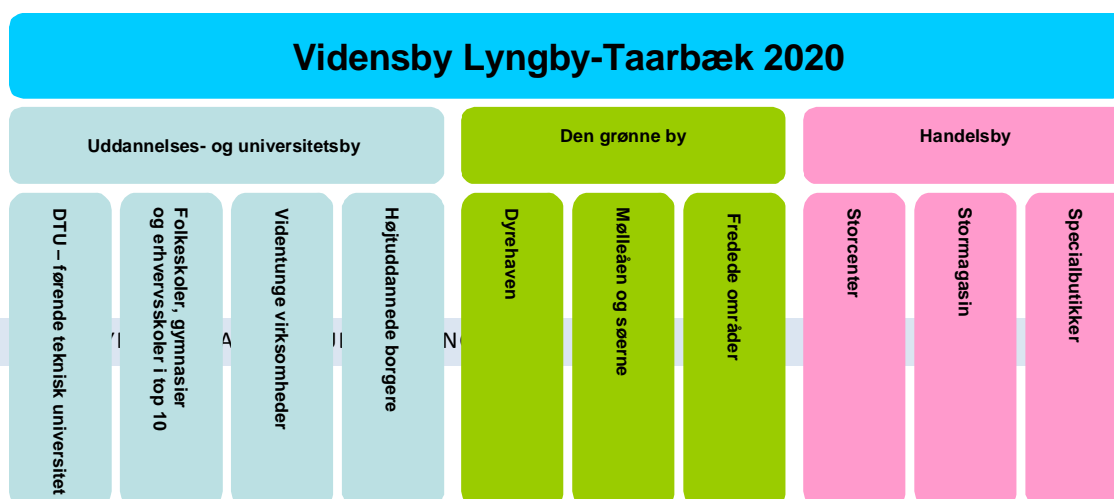 Vidensby Lyngby-Taarbæk 2020
Uddannelses- og universitetsby
Den grønne by
Handelsby
DTU – førende teknisk universitet
Folkeskoler, gymnasier
og erhvervsskoler i top 10
Videntunge virksomheder
Højtuddannede borgere
Dyrehaven
Mølleåen og søerne
Fredede områder
Storcenter
Stormagasin
Specialbutikker